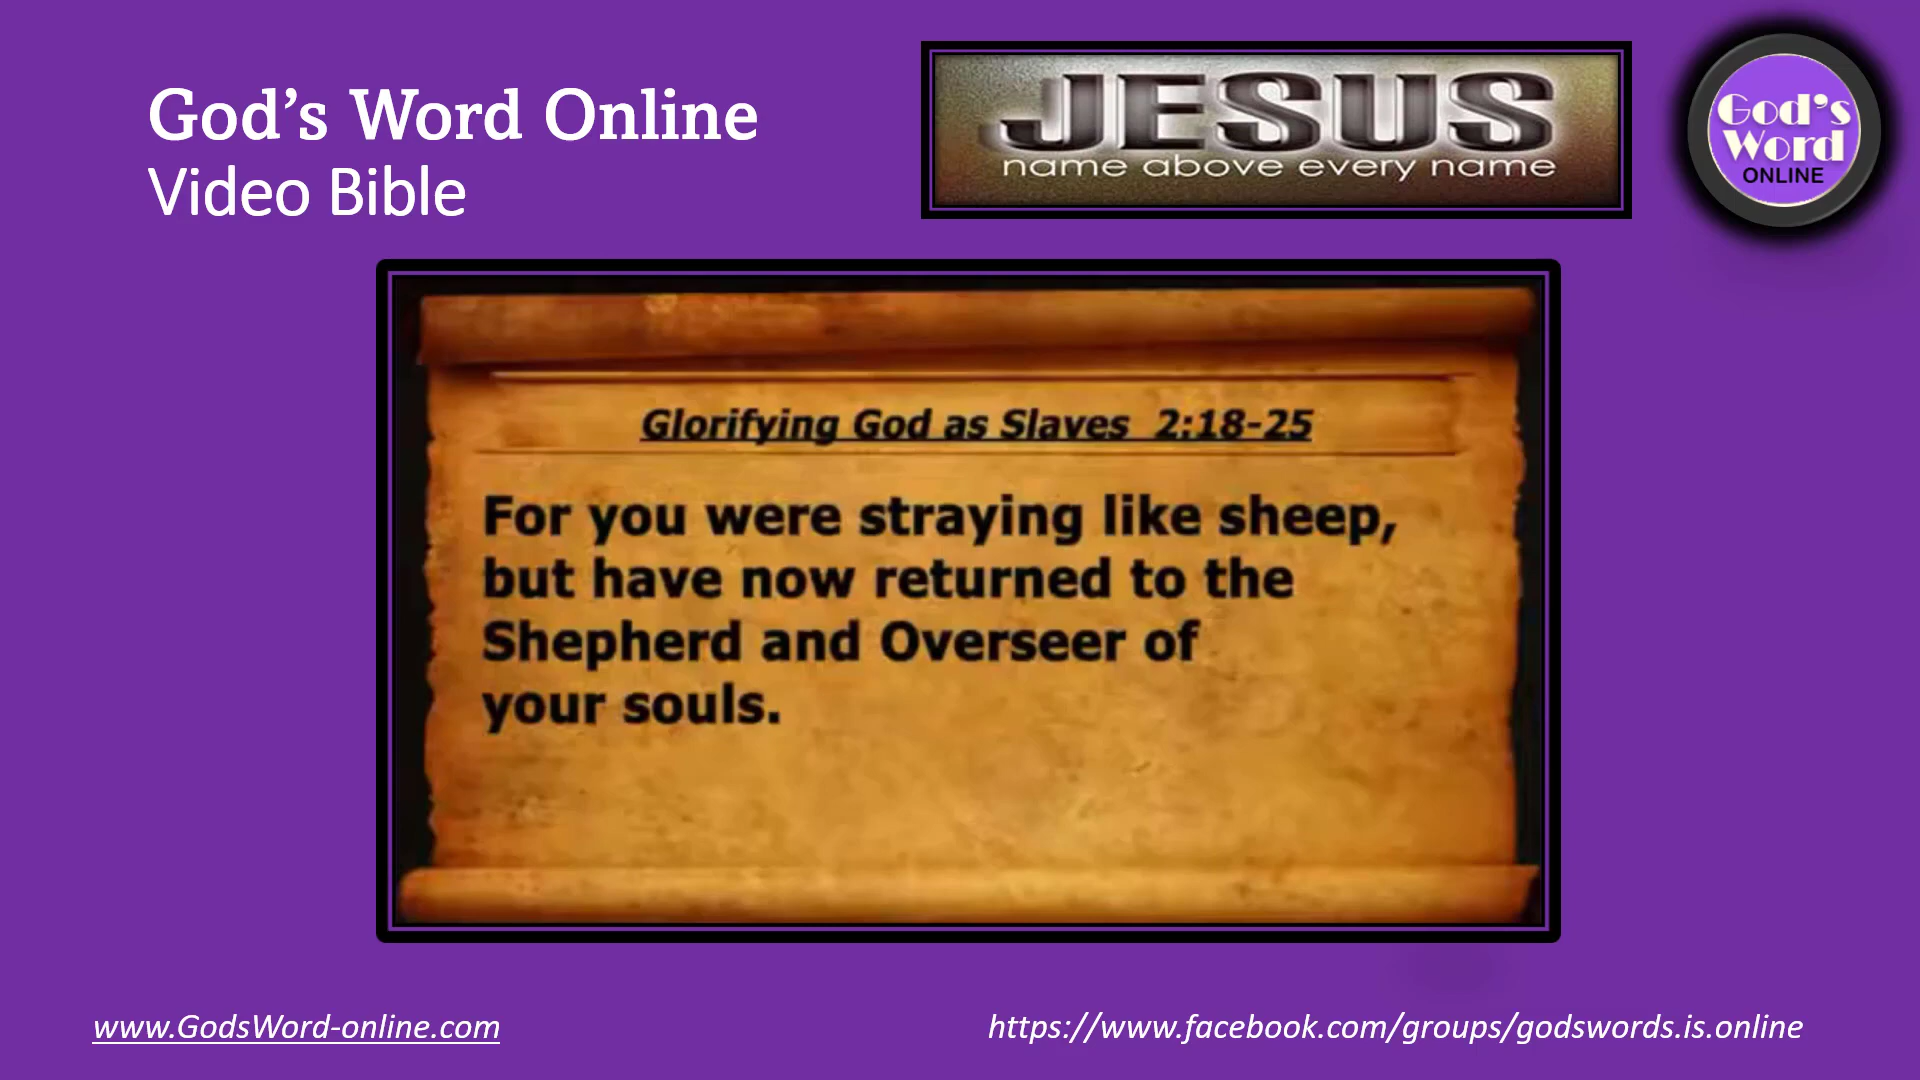 God's Word Online
Video Bible
JESUS
name above every name
God's
Word
ONLINE
Glorifying God as Slaves 2:18-25
For you were straying like sheep,
but have now returned to the
Shepherd and Overseer of
your souls.
www.GodsWord-online.com
https://www.facebook.com/groups/godswords.is.online